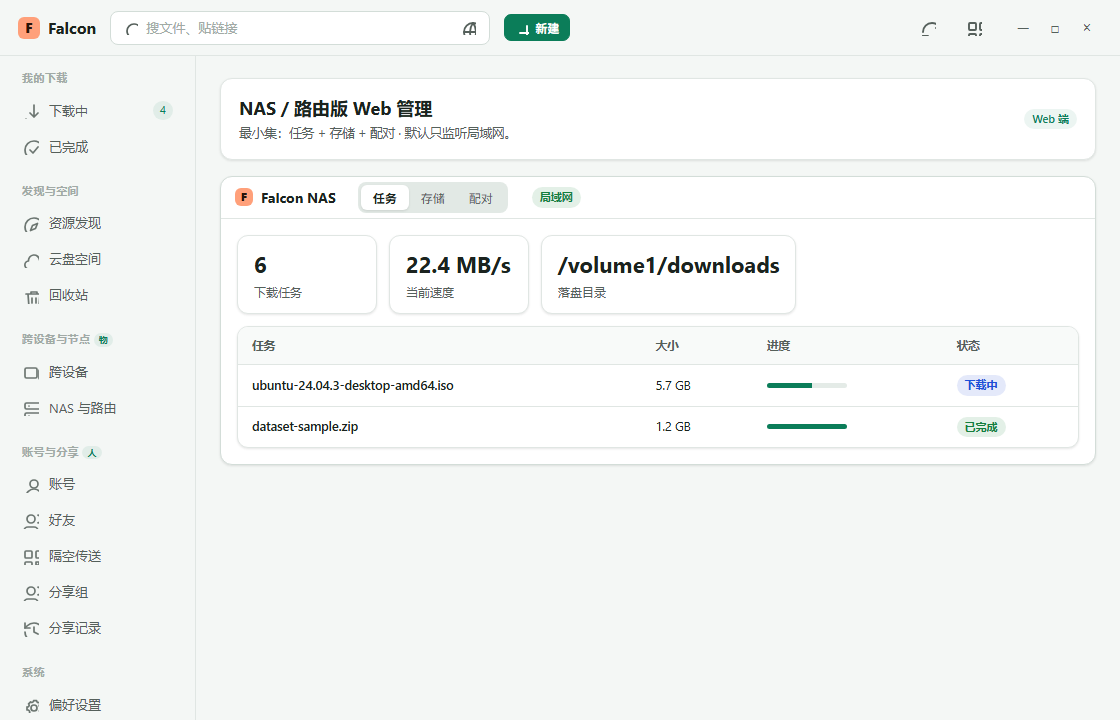 F Falcon
搜文件、贴链接
新建
我的下载
下载中 4
已完成
发现与空间
资源发现
云盘空间
回收站
跨设备与节点 物
跨设备
NAS 与路由
账号与分享 人
账号
好友
隔空传送
分享组
分享记录
系统
偏好设置
NAS / 路由版 Web 管理
最小集：任务 + 存储 + 配对 · 默认只监听局域网。
Web 端
F Falcon NAS 任务 存储 配对 局域网
6
下载任务
22.4 MB/s
当前速度
/volume1/downloads
落盘目录
任务 大小 进度 状态
ubuntu-24.04.3-desktop-amd64.iso 5.7 GB 下载中
dataset-sample.zip 1.2 GB 已完成